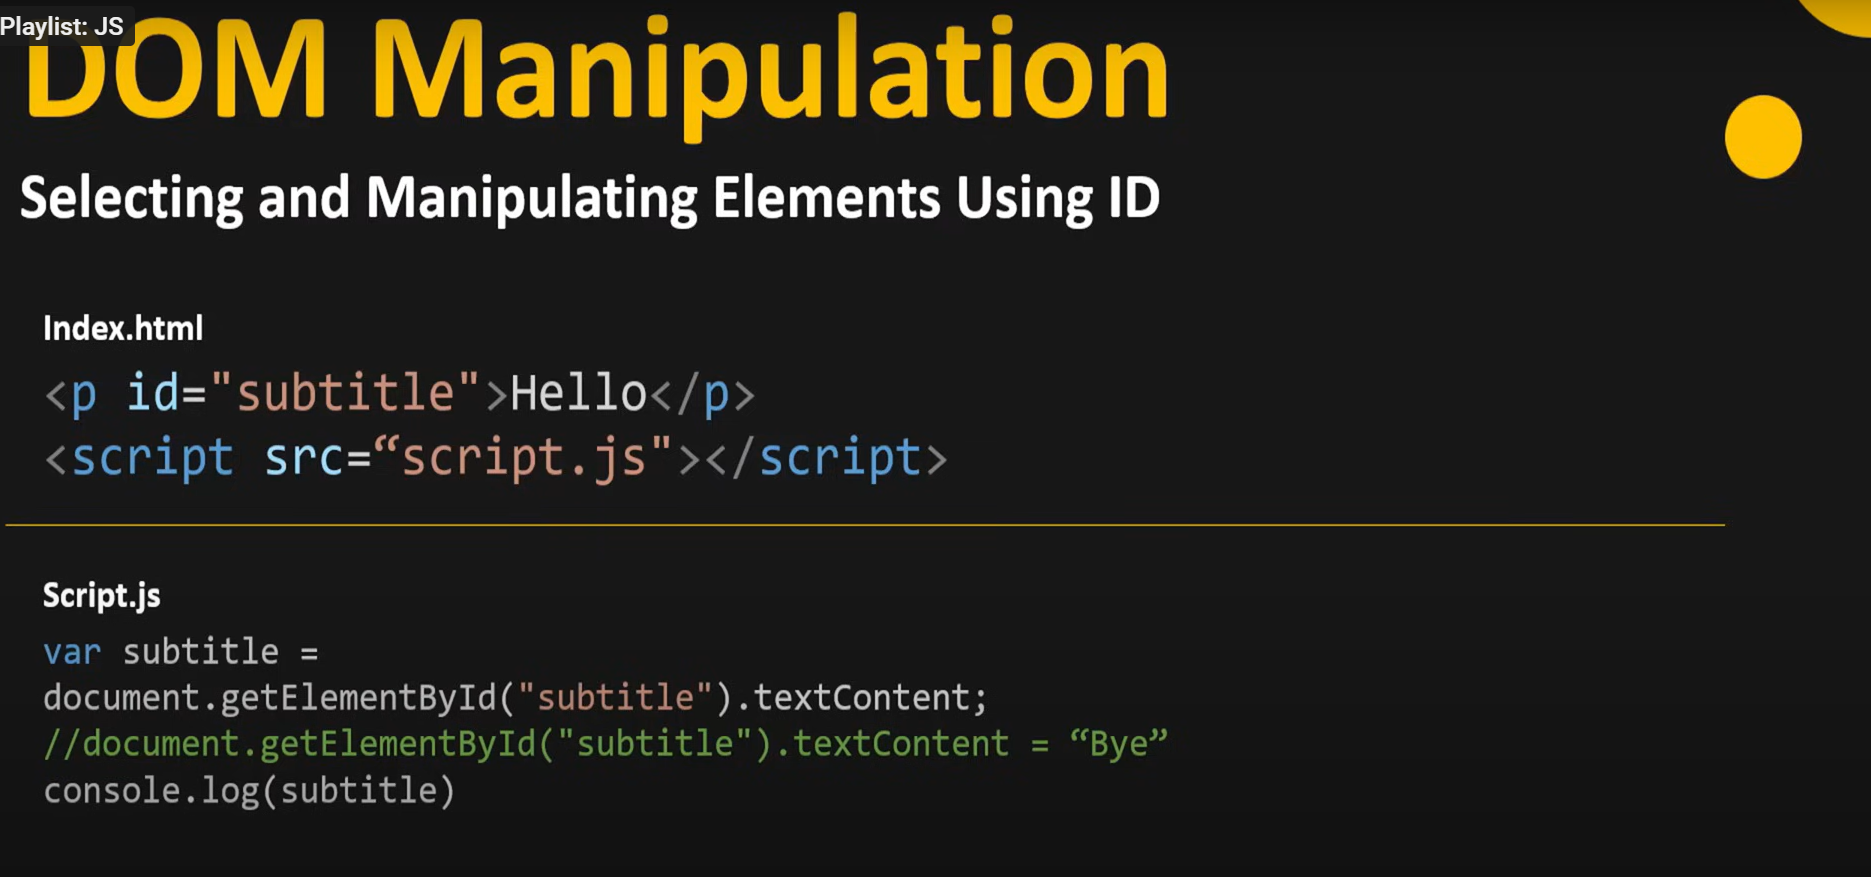 Playlist: JS
DOM Manipulation
Selecting and Manipulating Elements Using ID
Index.html
<p id="subtitle">Hello</p>
<script src=“script.js"></script>
Script.js
var subtitle =
document.getElementById("subtitle").textContent;
//document.getElementById("subtitle").textContent = “Bye”
console.log(subtitle)